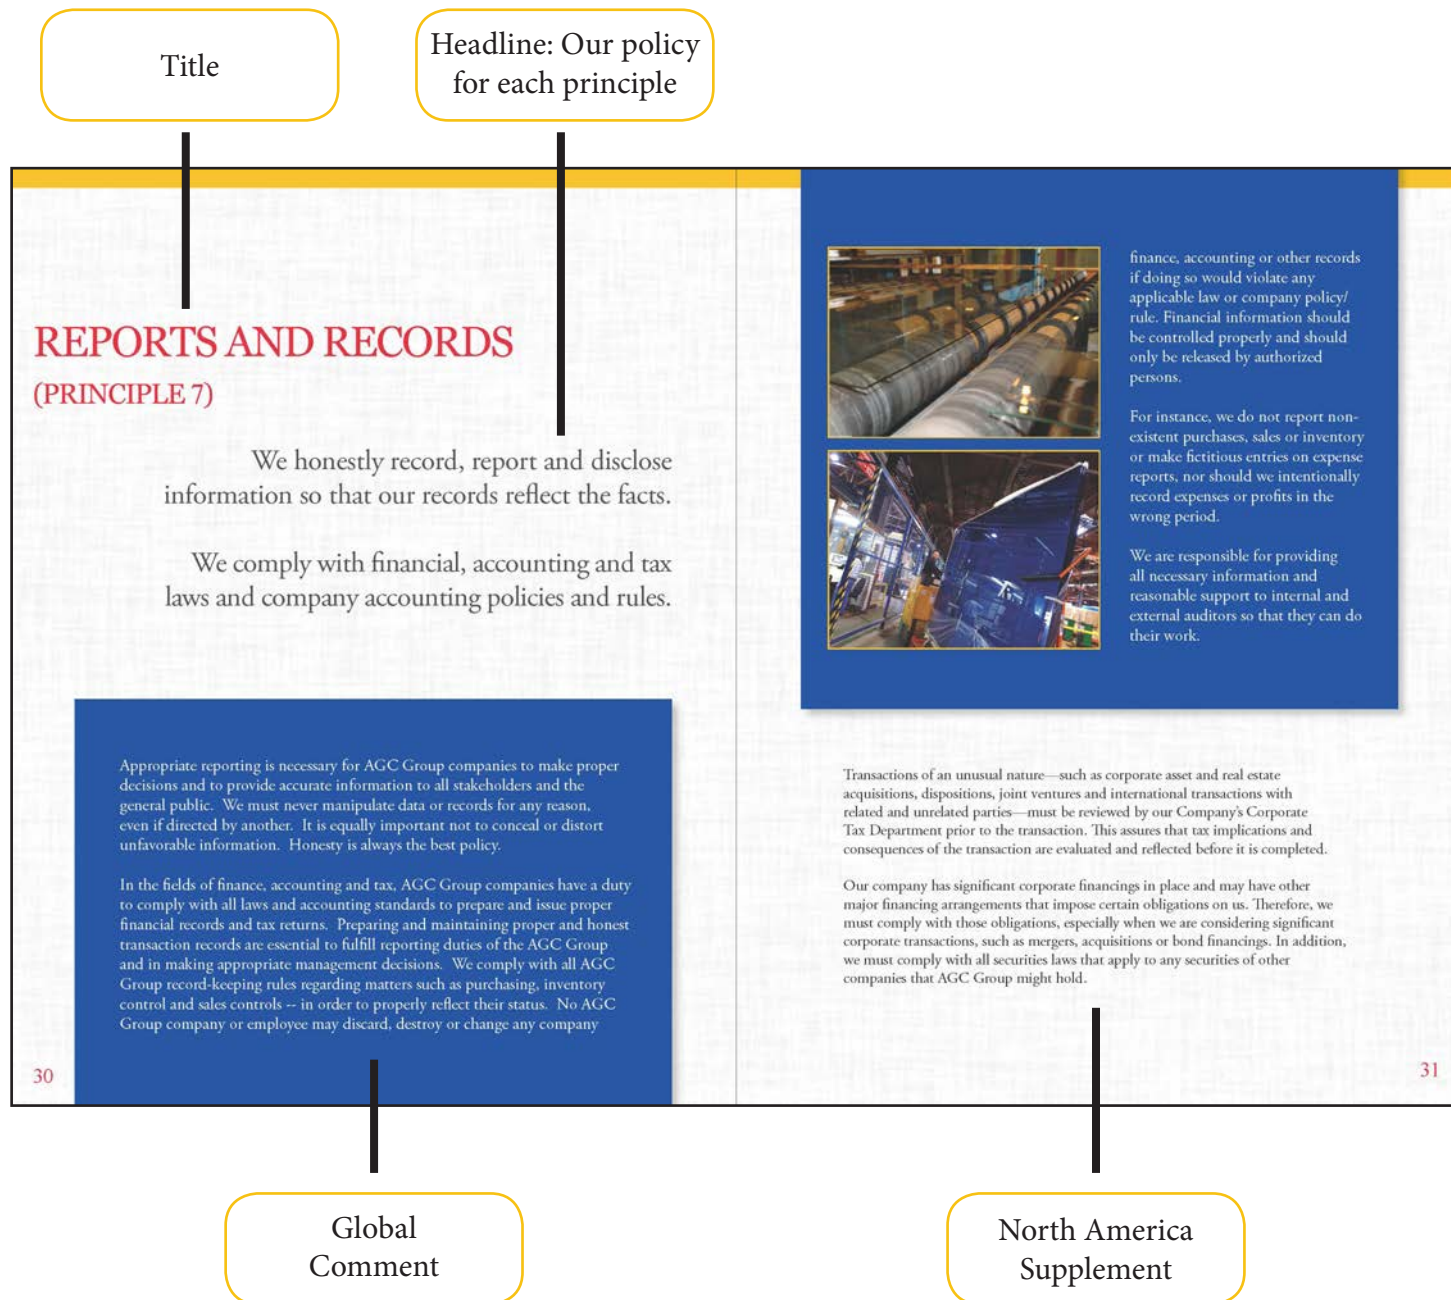 Title
Headline: Our policy
for each principle
REPORTS AND RECORDS
(PRINCIPLE 7)
We honestly record, report and disclose
information so that our records reflect the facts.
We comply with financial, accounting and tax
laws and company accounting policies and rules.
Appropriate reporting is necessary for AGC Group companies to make proper
decisions and to provide accurate information to all stakeholders and the
general public.  We must never manipulate data or records for any reason,
even if directed by another.  It is equally important not to conceal or distort
unfavorable information.  Honesty is always the best policy.
In the fields of finance, accounting and tax, AGC Group companies have a duty
to comply with all laws and accounting standards to prepare and issue proper
financial records and tax returns.  Preparing and maintaining proper and honest
transaction records are essential to fulfill reporting duties of the AGC Group
and in making appropriate management decisions.  We comply with all AGC
Group record-keeping rules regarding matters such as purchasing, inventory
control and sales controls -- in order to properly reflect their status.  No AGC
Group company or employee may discard, destroy or change any company
30
finance, accounting or other records
if doing so would violate any
applicable law or company policy/
rule. Financial information should
be controlled properly and should
only be released by authorized
persons.
For instance, we do not report non-
existent purchases, sales or inventory
or make fictitious entries on expense
reports, nor should we intentionally
record expenses or profits in the
wrong period.
We are responsible for providing
all necessary information and
reasonable support to internal and
external auditors so that they can do
their work.
Transactions of an unusual nature—such as corporate asset and real estate
acquisitions, dispositions, joint ventures and international transactions with
related and unrelated parties—must be reviewed by our Company's Corporate
Tax Department prior to the transaction. This assures that tax implications and
consequences of the transaction are evaluated and reflected before it is completed.
Our company has significant corporate financings in place and may have other
major financing arrangements that impose certain obligations on us. Therefore, we
must comply with those obligations, especially when we are considering significant
corporate transactions, such as mergers, acquisitions or bond financings. In addition,
we must comply with all securities laws that apply to any securities of other
companies that AGC Group might hold.
31
Global
Comment
North America
Supplement